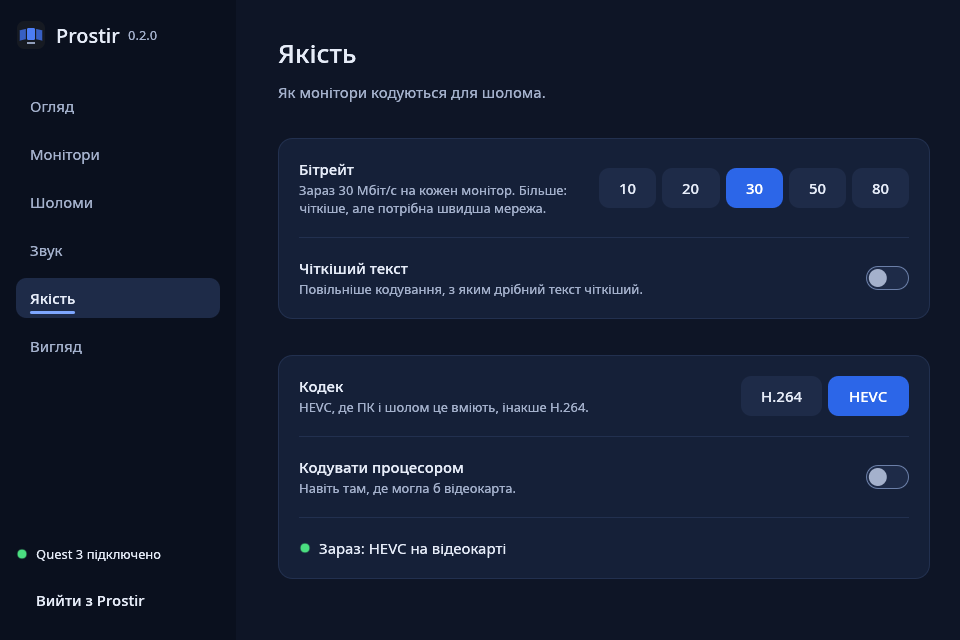 Prostir 0.2.0
Огляд
Монітори
Шоломи
Звук
Якість
Вигляд
Quest 3 підключено
Вийти з Prostir
Якість
Як монітори кодуються для шолома.
Бітрейт
Зараз 30 Мбіт/с на кожен монітор. Більше:
чіткіше, але потрібна швидша мережа.
10 20 30 50 80
Чіткіший текст
Повільніше кодування, з яким дрібний текст чіткіший.
Кодек
HEVC, де ПК і шолом це вміють, інакше H.264.
H.264 HEVC
Кодувати процесором
Навіть там, де могла б відеокарта.
Зараз: HEVC на відеокарті